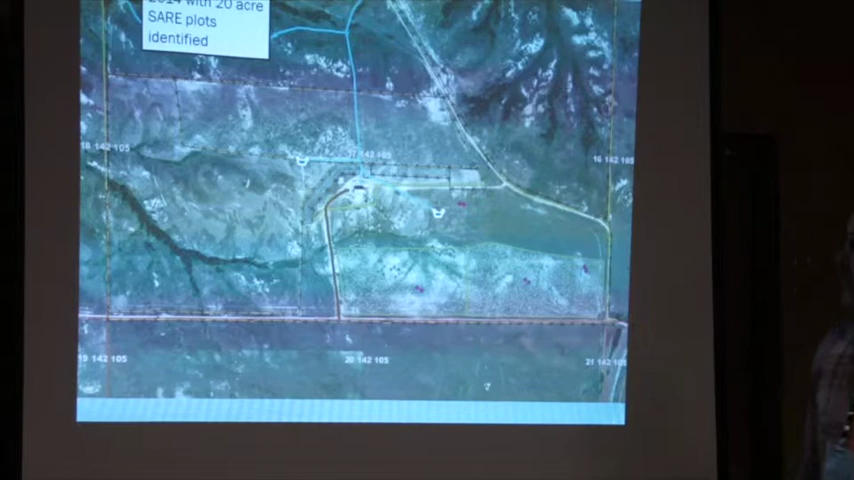 2014 with 20 acre
SARE plots
identified
18 142 105
17 142 105
16 142 105
19 142 105
20 142 105
21 142 105